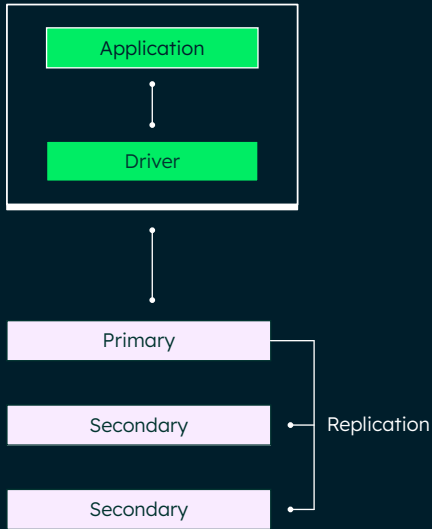 Application
Driver
Primary
Secondary
Replication
Secondary